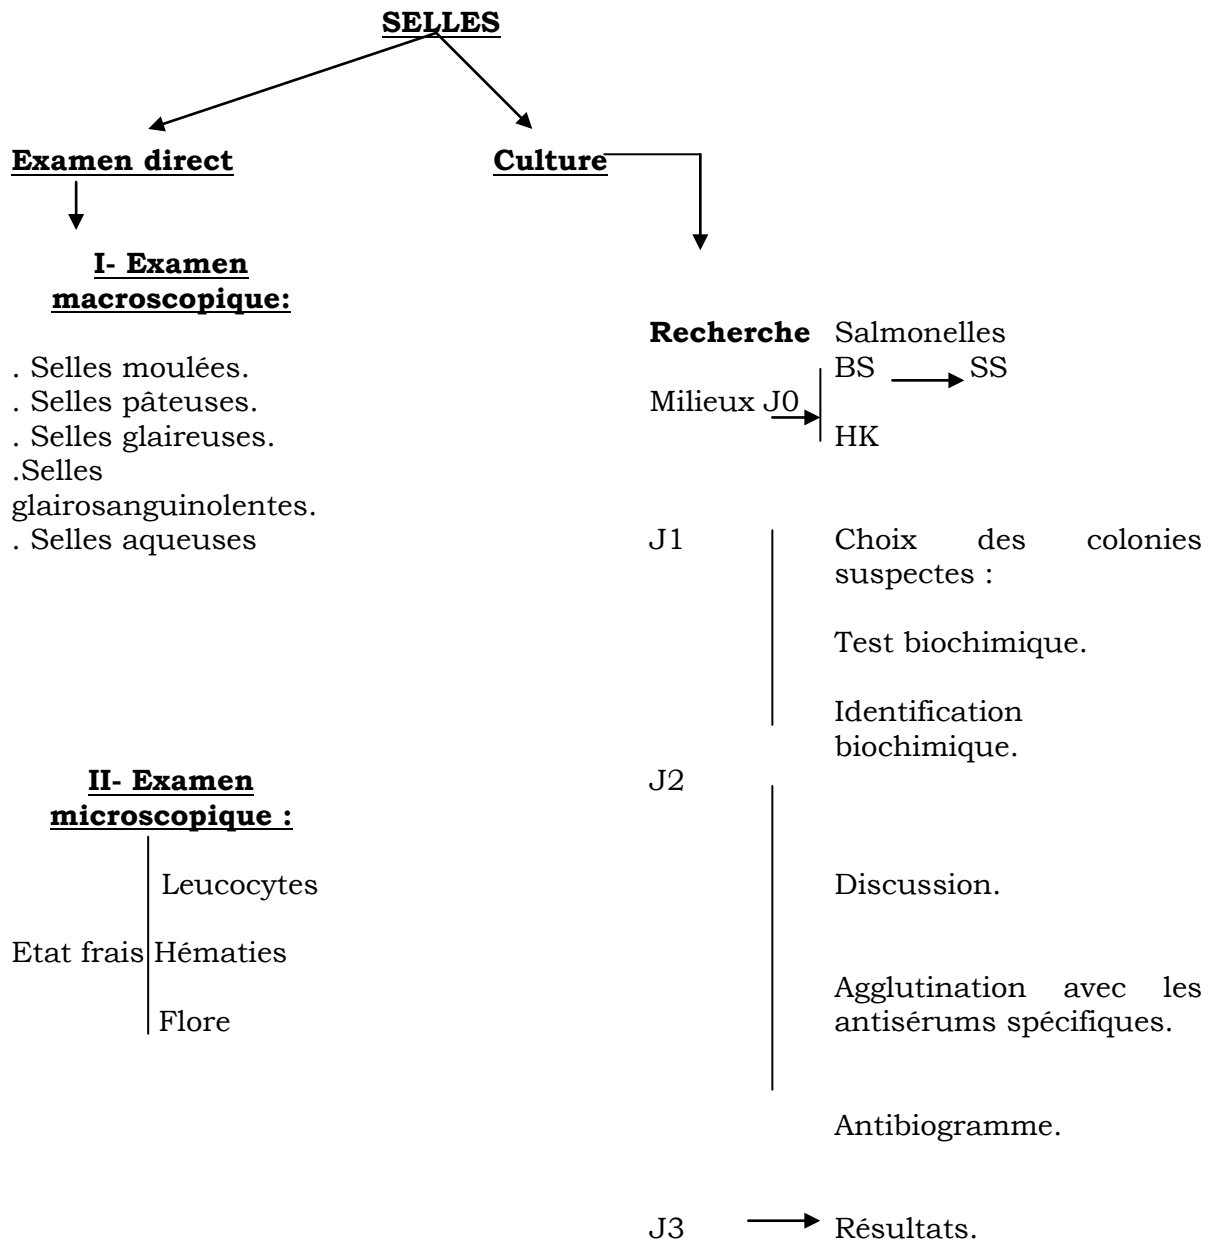 SELLES
Examen direct
Culture
I- Examen
macroscopique:
. Selles moulées.
. Selles pâteuses.
. Selles glaireuses.
.Selles
glairosanguinolentes.
. Selles aqueuses
II- Examen
microscopique :
Leucocytes
Etat frais Hématies
Flore
Recherche Salmonelles
BS SS
Milieux J0
HK
J1 Choix des colonies
suspectes :
Test biochimique.
Identification
biochimique.
J2
Discussion.
Agglutination avec les
antisérums spécifiques.
Antibiogramme.
J3 Résultats.